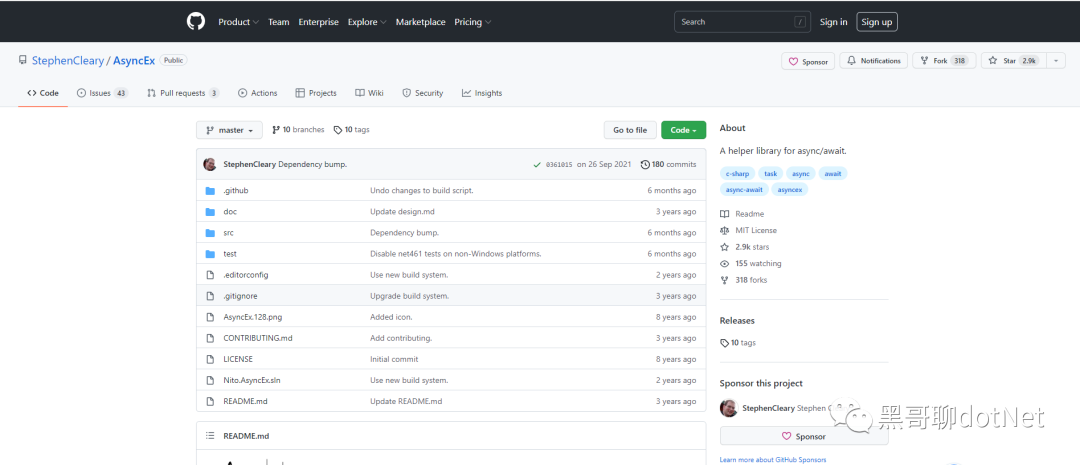 Product Team Enterprise Explore Marketplace Pricing Search / Sign in Sign up
StephenCleary / AsyncEx Public Sponsor Notifications Fork 318 Star 2.9k
Code Issues 43 Pull requests 3 Actions Projects Wiki Security Insights
master 10 branches 10 tags Go to file Code
StephenCleary Dependency bump. 0361015 on 26 Sep 2021 180 commits
.github Undo changes to build script. 6 months ago
doc Update design.md 3 years ago
src Dependency bump. 6 months ago
test Disable net461 tests on non-Windows platforms. 6 months ago
.editorconfig Use new build system. 2 years ago
.gitignore Upgrade build system. 3 years ago
AsyncEx.128.png Added icon. 8 years ago
CONTRIBUTING.md Add contributing. 3 years ago
LICENSE Initial commit 8 years ago
Nito.AsyncEx.sln Use new build system. 2 years ago
README.md Update README.md 3 years ago
README.md
About
A helper library for async/await.
c-sharp task async await
async-await asyncex
Readme
MIT License
2.9k stars
155 watching
318 forks
Releases
10 tags
Sponsor this project
StephenCleary Stephen
黑哥聊dotNet
Sponsor
Learn more about GitHub Sponsors